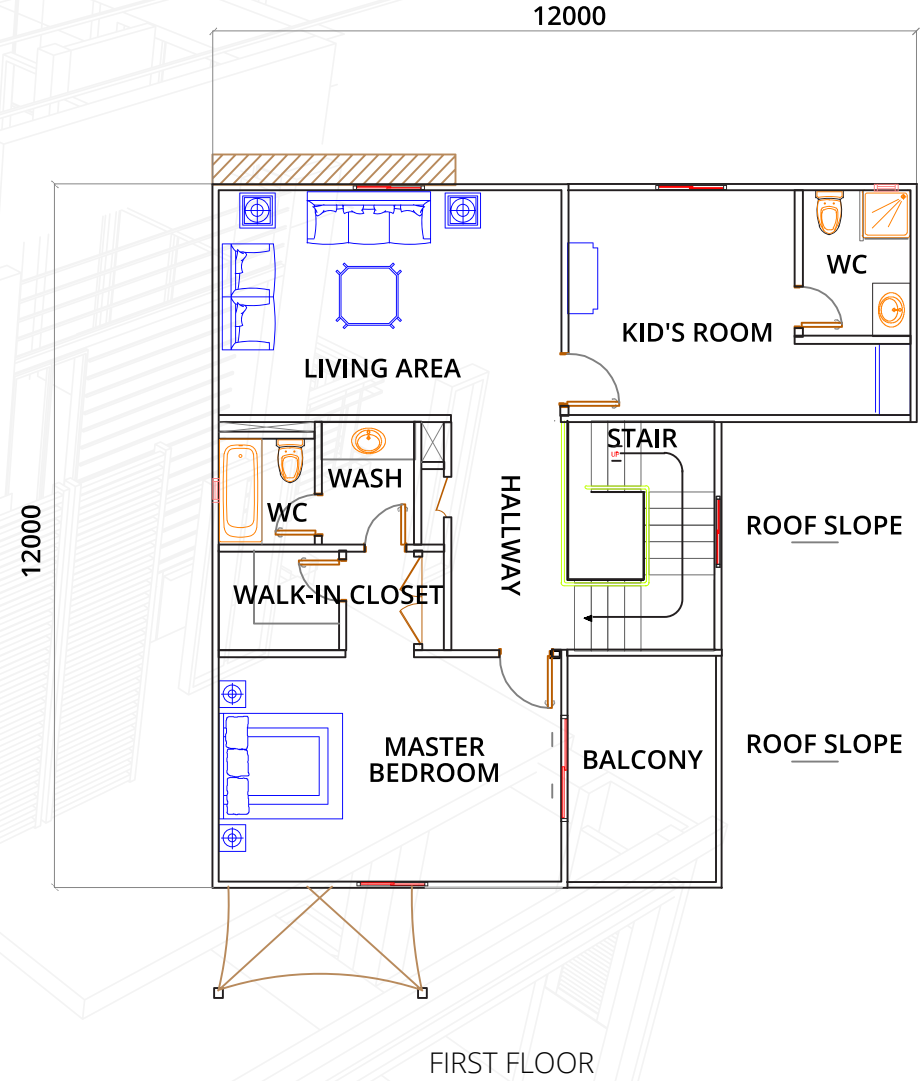 12000
WC
KID'S ROOM
LIVING AREA
STAIR
UP
WASH
WC
HALLWAY
ROOF SLOPE
12000
WALK-IN CLOSET
MASTER
BEDROOM
BALCONY
ROOF SLOPE
FIRST FLOOR